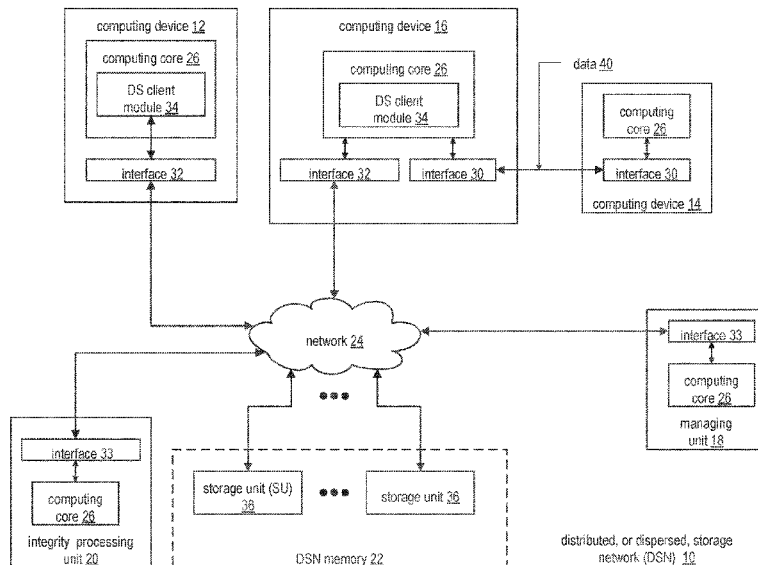 computing device 12
computing core 26
DS client
module 34
interface 32
computing device 16
computing core 26
DS client
module 34
interface 32
interface 30
data 40
computing
core 26
interface 30
computing device 14
network 24
interface 33
computing
core 26
managing
unit 18
interface 33
computing
core 26
integrity processing
unit 20
storage unit (SU)
36
storage unit 36
DSN memory 22
distributed, or dispersed, storage
network (DSN) 10